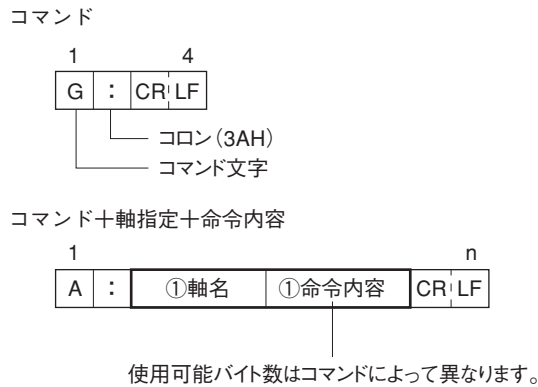 コマンド
1 4
G : CR LF
コロン（3AH）
コマンド文字
コマンド＋軸指定＋命令内容
1 n
A : ①軸名 ①命令内容 CR LF
使用可能バイト数はコマンドによって異なります。